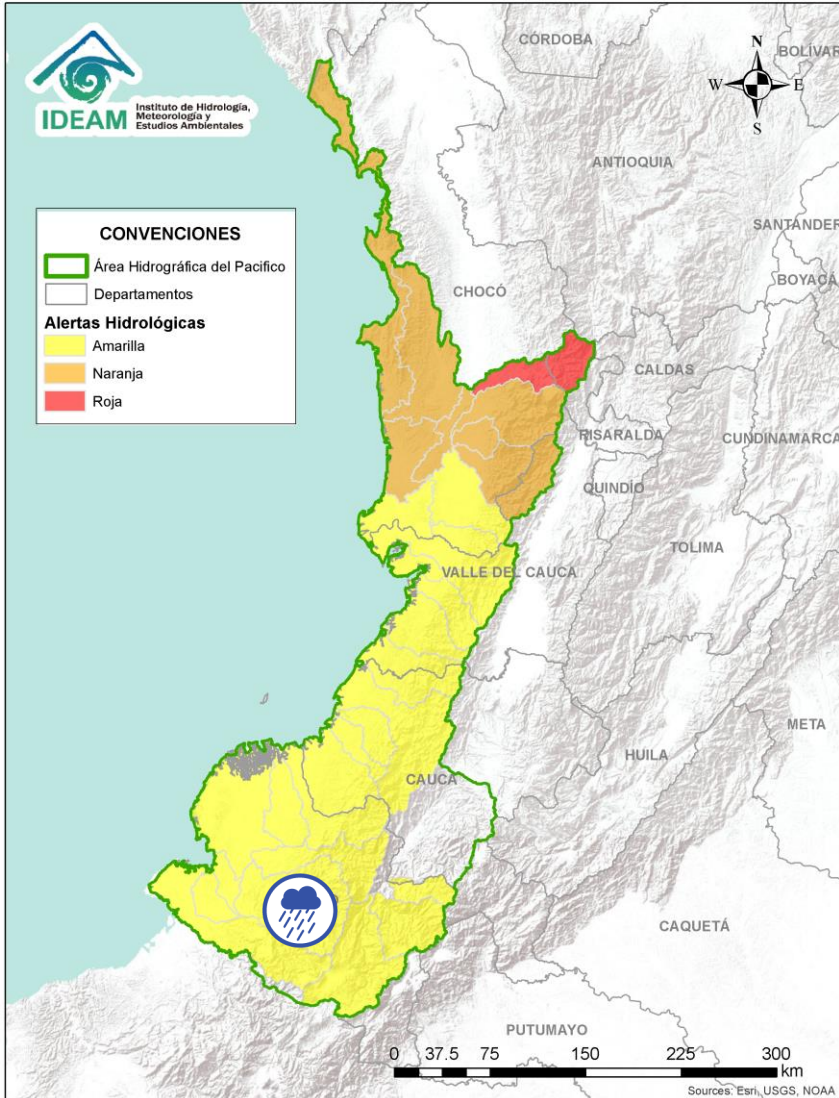 IDEAM
Instituto de Hidrología,
Meteorología y
Estudios Ambientales
CONVENCIONES
Área Hidrográfica del Pacifico
Departamentos
Alertas Hidrológicas
Amarilla
Naranja
Roja
N
W
E
S
CÓRDOBA
BOLÍVAR
ANTIOQUIA
SANTANDER
BOYACÁ
CHOCÓ
CALDAS
RISARALDA
CUNDINAMARCA
QUINDÍO
TOLIMA
VALLE DEL CAUCA
META
HUILA
CAUCA
CAQUETÁ
PUTUMAYO
0 37.5 75 150 225 300
km
Sources: Esri, USGS, NOAA